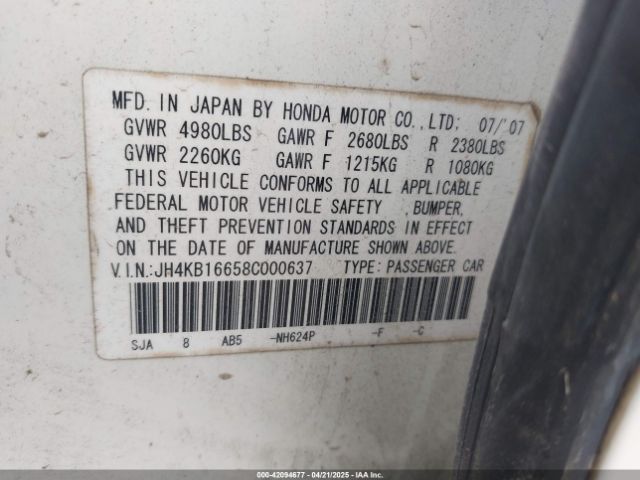 MFD. IN JAPAN BY HONDA MOTOR CO.,LTD; 07/'07
GVWR 4980LBS GAWR F 2680LBS R 2380LBS
GVWR 2260KG GAWR F 1215KG R 1080KG
THIS VEHICLE CONFORMS TO ALL APPLICABLE
FEDERAL MOTOR VEHICLE SAFETY ,BUMPER,
AND THEFT PREVENTION STANDARDS IN EFFECT
ON THE DATE OF MANUFACTURE SHOWN ABOVE.
V.I.N.:JH4KB16658C000637 TYPE: PASSENGER CAR
SJA 8 AB5 -NH624P -F -C
000-42094677 - 04/21/2025 - IAA Inc.